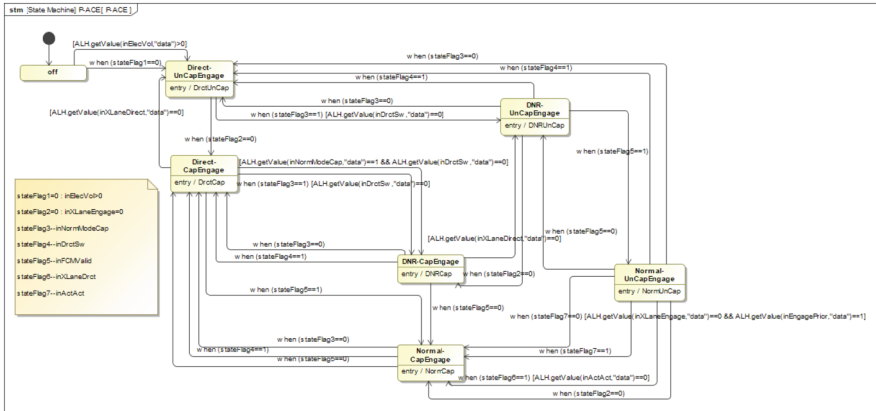 stm [State Machine] P-ACE[ P-ACE ]
[ALH.getValue(inElecVol,"data")>0]
when (stateFlag3==0)
when (stateFlag1==0)
Direct-
UnCapEngage
when (stateFlag4==1)
off
when (stateFlag4==1)
entry / DrctUnCap
when (stateFlag3==0)
DNR-
UnCapEngage
[ALH.getValue(inXLaneDirect,"data")==0]
when (stateFlag3==1) [ALH.getValue(inDrctSw ,"data")==0]
entry / DNRUnCap
when (stateFlag2==0)
when (stateFlag5==1)
Direct-
CapEngage
[ALH.getValue(inNormModeCap,"data")==1 && ALH.getValue(inDrctSw ,"data")==0]
entry / DrctCap
when (stateFlag3==1) [ALH.getValue(inDrctSw ,"data")==0]
stateFlag1=0 : inElecVol>0
stateFlag2=0 : inXLaneEngage=0
stateFlag3--inNormModeCap
stateFlag4--inDrctSw
stateFlag5--inFCMValid
stateFlag6--inXLaneDrct
stateFlag7--inActAct
when (stateFlag5==0)
[ALH.getValue(inXLaneDirect,"data")==0]
when (stateFlag3==0)
when (stateFlag4==1)
DNR-CapEngage
entry / DNRCap
when (stateFlag2==0)
Normal-
UnCapEngage
entry / NormUnCap
when (stateFlag5==1)
when (stateFlag5==0)
when (stateFlag7==0) [ALH.getValue(inXLaneEngage,"data")==0 && ALH.getValue(inEngagePrior,"data")==1]
when (stateFlag3==0)
when (stateFlag4==1)
when (stateFlag5==0)
Normal-
CapEngage
entry / NormCap
when (stateFlag7==1)
when (stateFlag6==1) [ALH.getValue(inActAct,"data")==0]
when (stateFlag2==0)